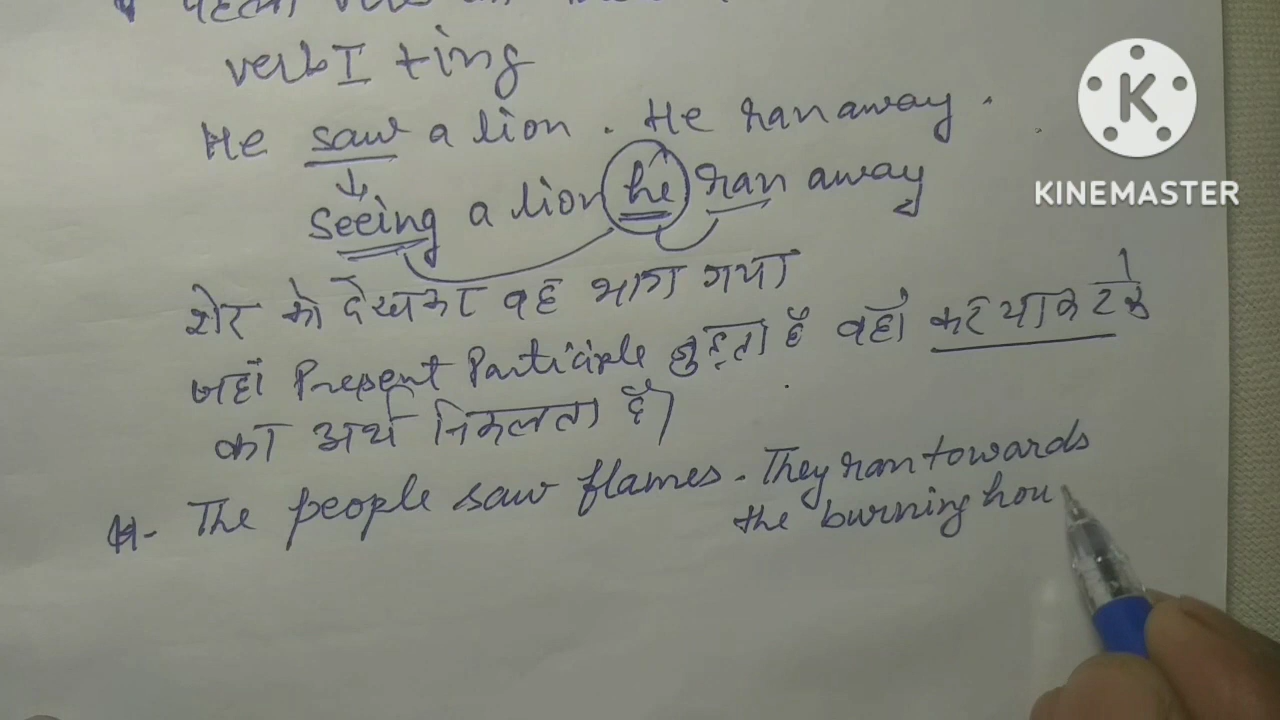 verb I + ing
He saw a lion. He ran away.
Seeing a lion he ran away
शेर को देखकर वह भाग गया
जहाँ Present Participle जुड़ता है वहाँ कर या करके
का अर्थ निकलता है।
The people saw flames. They ran towards
the burning hou
K
KINEMASTER